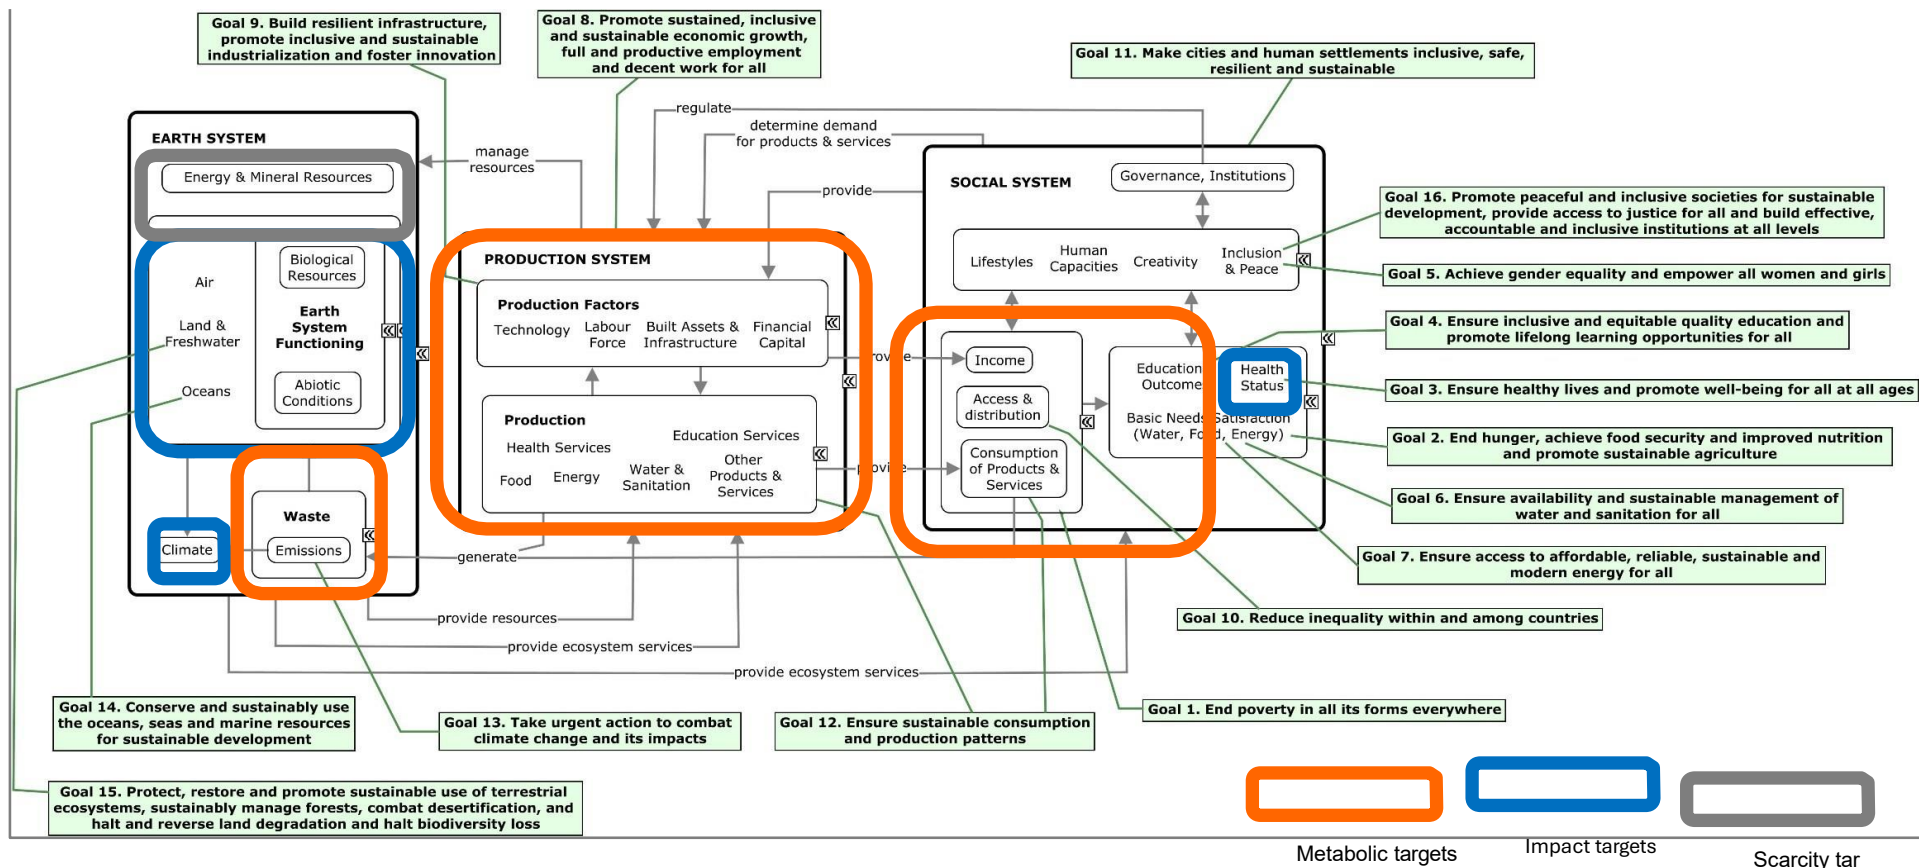 Goal 9. Build resilient infrastructure,
promote inclusive and sustainable
industrialization and foster innovation
Goal 8. Promote sustained, inclusive
and sustainable economic growth,
full and productive employment
and decent work for all
Goal 11. Make cities and human settlements inclusive, safe,
resilient and sustainable
regulate
determine demand
for products & services
manage
resources
provide
EARTH SYSTEM
Energy & Mineral Resources
Air
Land &
Freshwater
Oceans
Biological
Resources
Earth
System
Functioning
Abiotic
Conditions
Waste
Emissions
Climate
PRODUCTION SYSTEM
Production Factors
Technology
Labour
Force
Built Assets &
Infrastructure
Financial
Capital
Production
Health Services
Education Services
Food
Energy
Water &
Sanitation
Other
Products &
Services
provide
provide
generate
provide resources
provide ecosystem services
provide ecosystem services
SOCIAL SYSTEM
Governance, Institutions
Lifestyles
Human
Capacities
Creativity
Inclusion
& Peace
Income
Access &
distribution
Consumption
of Products &
Services
Education
Outcome
Health
Status
Basic Needs Satisfaction
(Water, Food, Energy)
Goal 16. Promote peaceful and inclusive societies for sustainable
development, provide access to justice for all and build effective,
accountable and inclusive institutions at all levels
Goal 5. Achieve gender equality and empower all women and girls
Goal 4. Ensure inclusive and equitable quality education and
promote lifelong learning opportunities for all
Goal 3. Ensure healthy lives and promote well-being for all at all ages
Goal 2. End hunger, achieve food security and improved nutrition
and promote sustainable agriculture
Goal 6. Ensure availability and sustainable management of
water and sanitation for all
Goal 7. Ensure access to affordable, reliable, sustainable and
modern energy for all
Goal 10. Reduce inequality within and among countries
Goal 1. End poverty in all its forms everywhere
Goal 12. Ensure sustainable consumption
and production patterns
Goal 13. Take urgent action to combat
climate change and its impacts
Goal 14. Conserve and sustainably use
the oceans, seas and marine resources
for sustainable development
Goal 15. Protect, restore and promote sustainable use of terrestrial
ecosystems, sustainably manage forests, combat desertification, and
halt and reverse land degradation and halt biodiversity loss
Metabolic targets
Impact targets
Scarcity tar